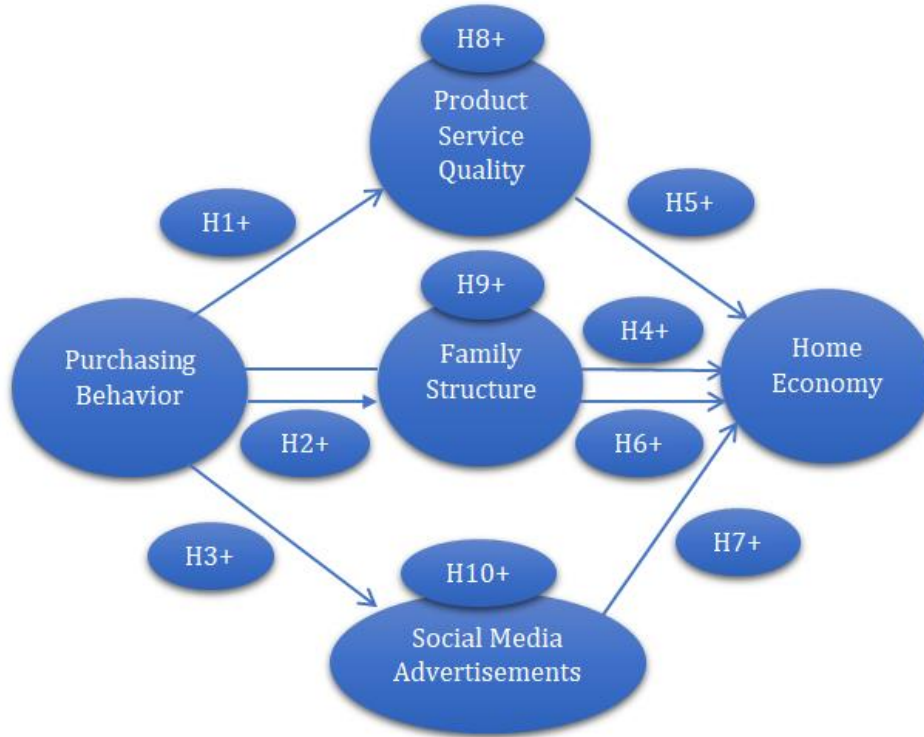 H8+
Product
Service
Quality
H1+
H5+
H9+
Family
Structure
H4+
Purchasing
Behavior
Home
Economy
H2+
H6+
H3+
H7+
H10+
Social Media
Advertisements